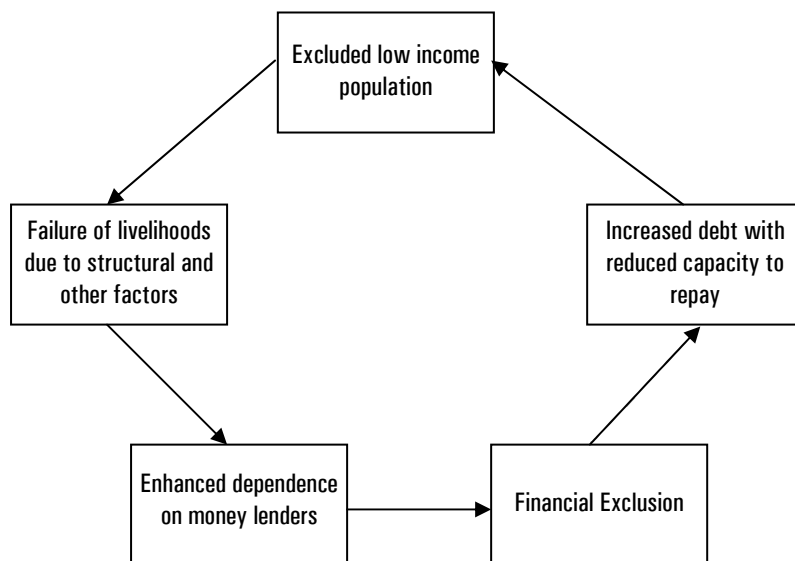 Excluded low income
population
Failure of livelihoods
due to structural and
other factors
Increased debt with
reduced capacity to
repay
Enhanced dependence
on money lenders
Financial Exclusion